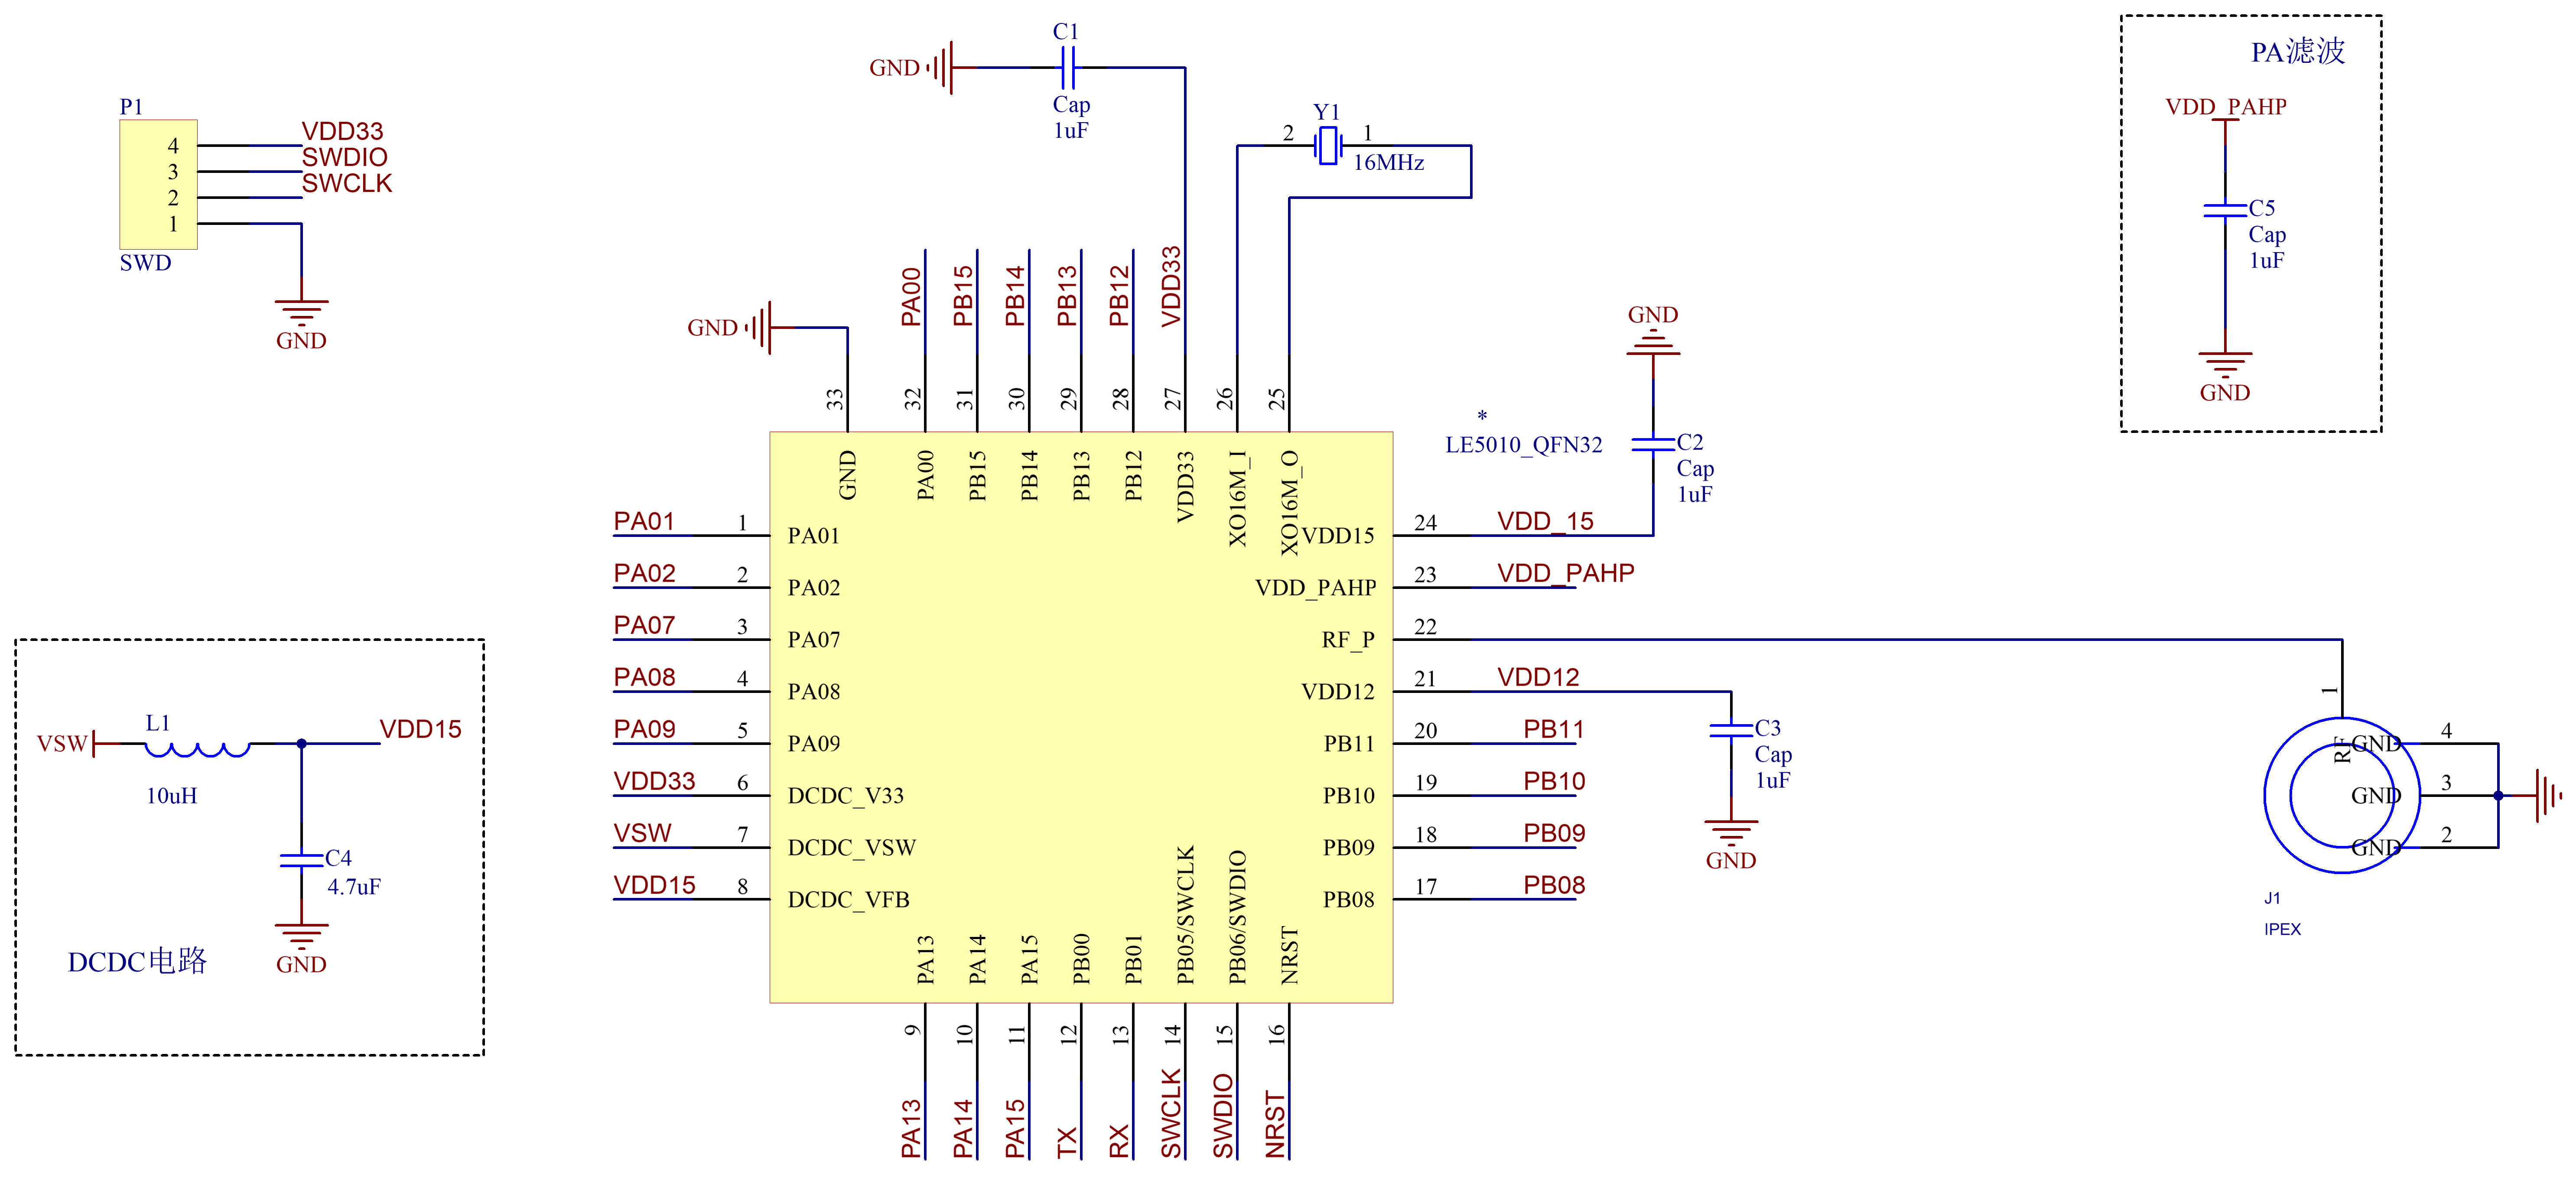 P1
4
VDD33
3
SWDIO
2
SWCLK
1
SWD
GND
GND
C1
Cap
1uF
Y1
2
1
16MHz
PA滤波
VDD_PAHP
C5
Cap
1uF
GND
GND
PA00
PB15
PB14
PB13
PB12
VDD33
33
32
31
30
29
28
27
26
25
GND
PA00
PB15
PB14
PB13
PB12
VDD33
XO16M_I
XO16M_O
*
LE5010_QFN32
GND
C2
Cap
1uF
PA01
1
PA01
PA02
2
PA02
PA07
3
PA07
PA08
4
PA08
PA09
5
PA09
VDD33
6
DCDC_V33
VSW
7
DCDC_VSW
VDD15
8
DCDC_VFB
VDD15
24
VDD_15
VDD_PAHP
23
VDD_PAHP
RF_P
22
VDD12
21
VDD12
PB11
20
PB11
PB10
19
PB10
PB09
18
PB09
PB08
17
PB08
C3
Cap
1uF
GND
PA13
PA14
PA15
PB00
PB01
PB05/SWCLK
PB06/SWDIO
NRST
9
10
11
12
13
14
15
16
PA13
PA14
PA15
TX
RX
SWCLK
SWDIO
NRST
VSW
L1
10uH
VDD15
C4
4.7uF
GND
DCDC电路
1
RF
GND
4
GND
3
GND
2
J1
IPEX